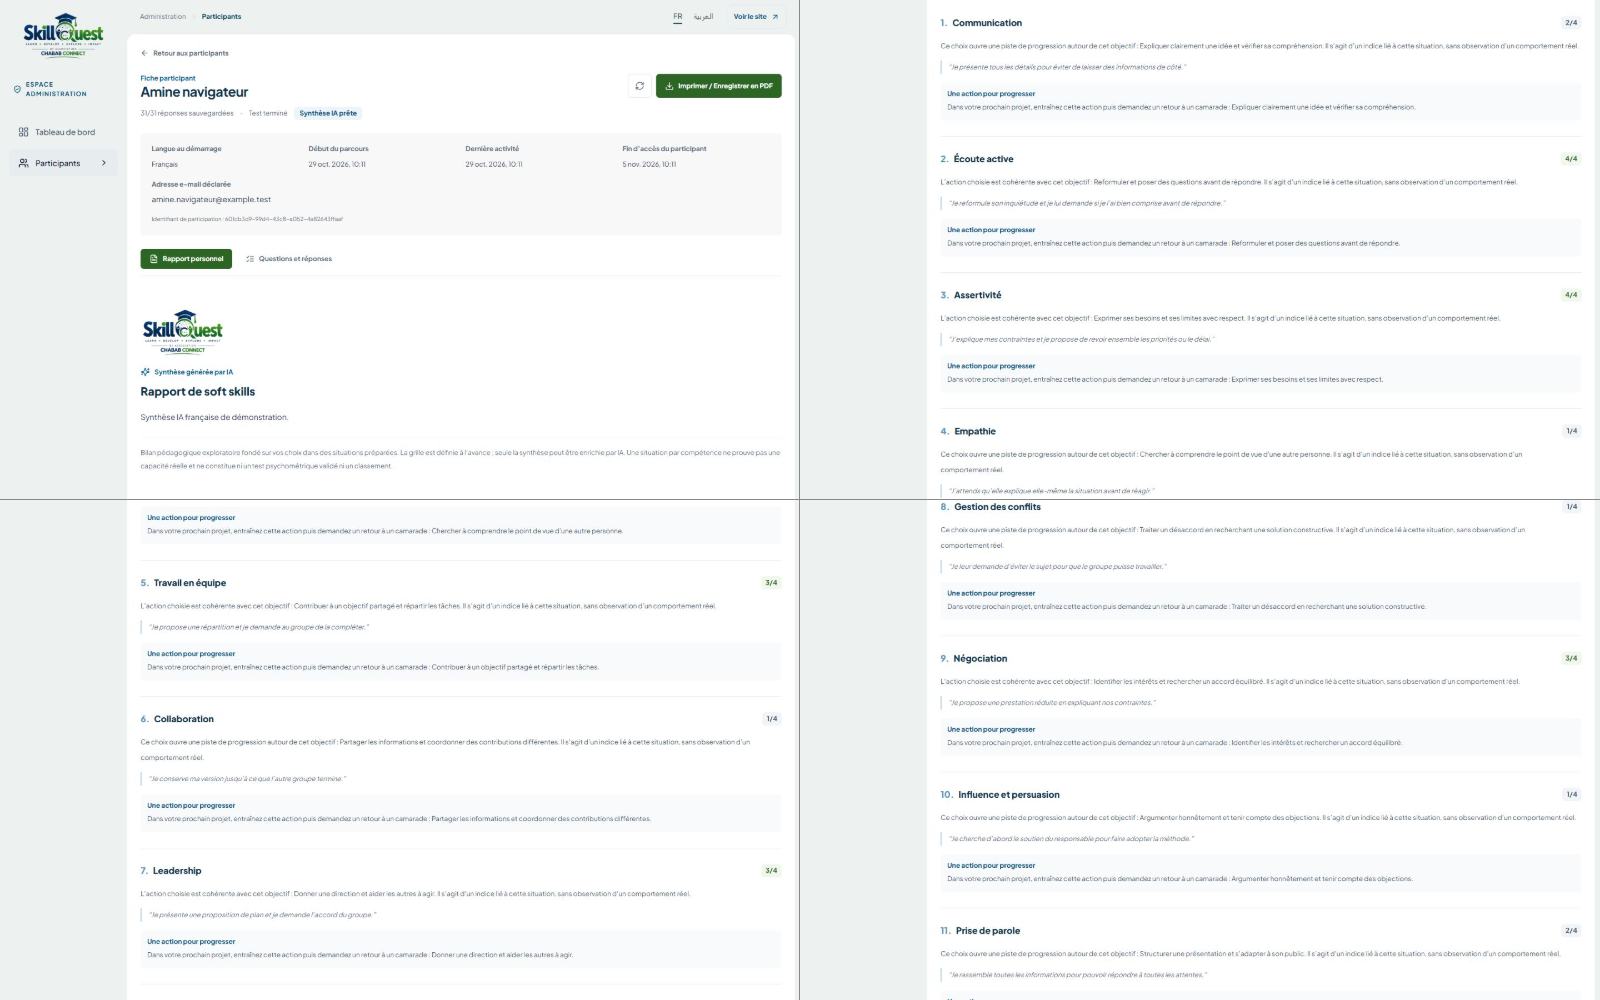 SkillQuest
LEARN • DEVELOP • EXPLORE • IMPACT
CHABAB CONNECT
ESPACE
ADMINISTRATION
Tableau de bord
Participants
Administration
Participants
FR
العربية
Voir le site
Retour aux participants
Fiche participant
Amine navigateur
Imprimer / Enregistrer en PDF
31/31 réponses sauvegardées · Test terminé
Synthèse IA prête
Langue au démarrage
Français
Début du parcours
29 oct. 2026, 10:11
Dernière activité
29 oct. 2026, 10:11
Fin d'accès du participant
5 nov. 2026, 10:11
Adresse e-mail déclarée
amine.navigateur@example.test
Identifiant de participation :
Rapport personnel
Questions et réponses
SkillQuest
LEARN • DEVELOP • EXPLORE • IMPACT
CHABAB CONNECT
Synthèse générée par IA
Rapport de soft skills
Synthèse IA française de démonstration.
Bilan pédagogique exploratoire fondé sur vos choix dans des situations préparées. La grille est définie à l'avance ; seule la synthèse peut être enrichie par IA. Une situation par compétence ne prouve pas une
capacité réelle et ne constitue ni un test psychométrique validé ni un classement.
1. Communication
2/4
Ce choix ouvre une piste de progression autour de cet objectif : Expliquer clairement une idée et vérifier sa compréhension. Il s'agit d'un indice lié à cette situation, sans observation d'un comportement réel.
"Je présente tous les détails pour éviter de laisser des informations de côté."
Une action pour progresser
Dans votre prochain projet, entraînez cette action puis demandez un retour à un camarade : Expliquer clairement une idée et vérifier sa compréhension.
2. Écoute active
4/4
L'action choisie est cohérente avec cet objectif : Reformuler et poser des questions avant de répondre. Il s'agit d'un indice lié à cette situation, sans observation d'un comportement réel.
"Je reformule son inquiétude et je lui demande si je l'ai bien comprise avant de répondre."
Une action pour progresser
Dans votre prochain projet, entraînez cette action puis demandez un retour à un camarade : Reformuler et poser des questions avant de répondre.
3. Assertivité
4/4
L'action choisie est cohérente avec cet objectif : Exprimer ses besoins et ses limites avec respect. Il s'agit d'un indice lié à cette situation, sans observation d'un comportement réel.
"J'explique mes contraintes et je propose de revoir ensemble les priorités ou le délai."
Une action pour progresser
Dans votre prochain projet, entraînez cette action puis demandez un retour à un camarade : Exprimer ses besoins et ses limites avec respect.
4. Empathie
1/4
Ce choix ouvre une piste de progression autour de cet objectif : Chercher à comprendre le point de vue d'une autre personne. Il s'agit d'un indice lié à cette situation, sans observation d'un
comportement réel.
"J'attends qu'elle explique elle-même la situation avant de réagir."
Une action pour progresser
Dans votre prochain projet, entraînez cette action puis demandez un retour à un camarade : Chercher à comprendre le point de vue d'une autre personne.
5. Travail en équipe
3/4
L'action choisie est cohérente avec cet objectif : Contribuer à un objectif partagé et répartir les tâches. Il s'agit d'un indice lié à cette situation, sans observation d'un comportement réel.
"Je propose une répartition et je demande au groupe de la compléter."
Une action pour progresser
Dans votre prochain projet, entraînez cette action puis demandez un retour à un camarade : Contribuer à un objectif partagé et répartir les tâches.
6. Collaboration
1/4
Ce choix ouvre une piste de progression autour de cet objectif : Partager les informations et coordonner des contributions différentes. Il s'agit d'un indice lié à cette situation, sans observation d'un
comportement réel.
"Je conserve ma version jusqu'à ce que l'autre groupe termine."
Une action pour progresser
Dans votre prochain projet, entraînez cette action puis demandez un retour à un camarade : Partager les informations et coordonner des contributions différentes.
7. Leadership
3/4
L'action choisie est cohérente avec cet objectif : Donner une direction et aider les autres à agir. Il s'agit d'un indice lié à cette situation, sans observation d'un comportement réel.
"Je présente une proposition de plan et je demande l'accord du groupe."
Une action pour progresser
Dans votre prochain projet, entraînez cette action puis demandez un retour à un camarade : Donner une direction et aider les autres à agir.
8. Gestion des conflits
1/4
Ce choix ouvre une piste de progression autour de cet objectif : Traiter un désaccord en recherchant une solution constructive. Il s'agit d'un indice lié à cette situation, sans observation d'un
comportement réel.
"Je leur demande d'éviter le sujet pour que le groupe puisse travailler."
Une action pour progresser
Dans votre prochain projet, entraînez cette action puis demandez un retour à un camarade : Traiter un désaccord en recherchant une solution constructive.
9. Négociation
3/4
L'action choisie est cohérente avec cet objectif : Identifier les intérêts et rechercher un accord équilibré. Il s'agit d'un indice lié à cette situation, sans observation d'un comportement réel.
"Je propose une prestation réduite en expliquant nos contraintes."
Une action pour progresser
Dans votre prochain projet, entraînez cette action puis demandez un retour à un camarade : Identifier les intérêts et rechercher un accord équilibré.
10. Influence et persuasion
1/4
Ce choix ouvre une piste de progression autour de cet objectif : Argumenter honnêtement et tenir compte des objections. Il s'agit d'un indice lié à cette situation, sans observation d'un comportement réel.
"Je cherche d'abord le soutien du responsable pour faire adopter la méthode."
Une action pour progresser
Dans votre prochain projet, entraînez cette action puis demandez un retour à un camarade : Argumenter honnêtement et tenir compte des objections.
11. Prise de parole
2/4
Ce choix ouvre une piste de progression autour de cet objectif : Structurer une présentation et s'adapter à son public. Il s'agit d'un indice lié à cette situation, sans observation d'un comportement réel.
"Je rassemble toutes les informations pour pouvoir répondre à toutes les attentes."